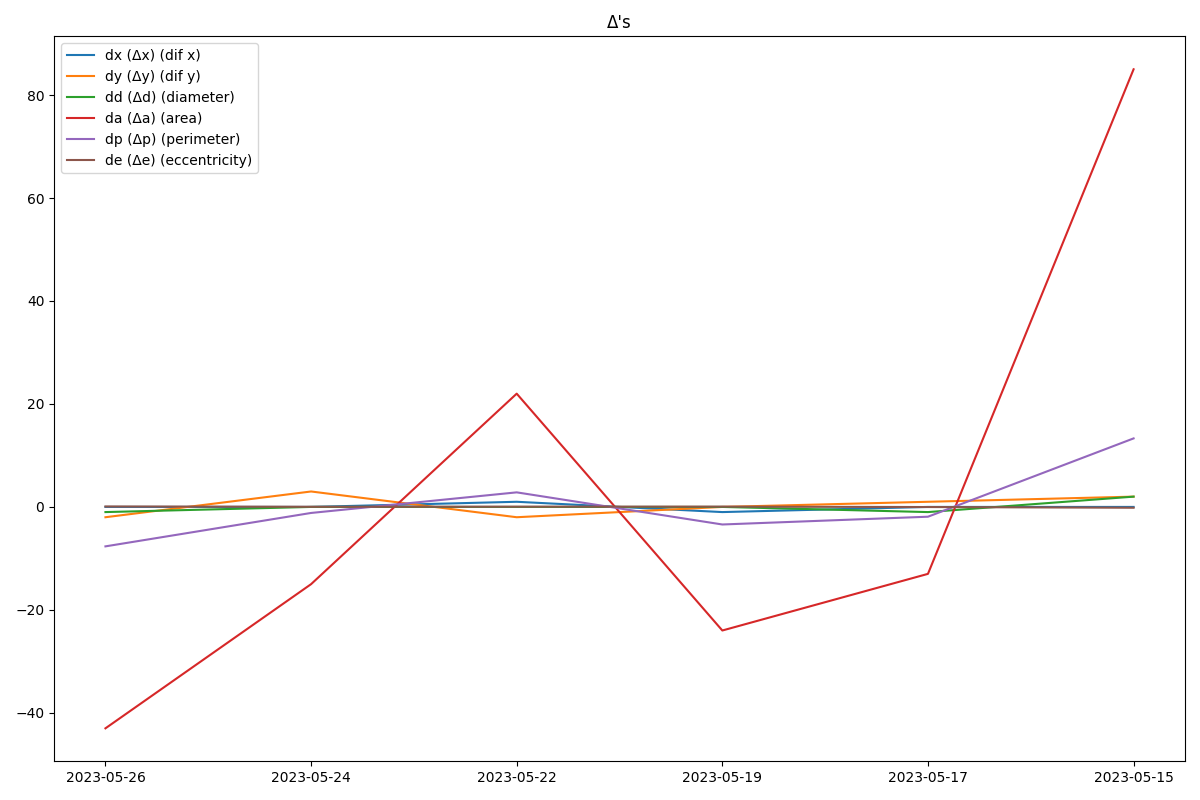 Δ's
dx (Δx) (dif x)
dy (Δy) (dif y)
dd (Δd) (diameter)
da (Δa) (area)
dp (Δp) (perimeter)
de (Δe) (eccentricity)
80
60
40
20
0
−20
−40
2023-05-26 2023-05-24 2023-05-22 2023-05-19 2023-05-17 2023-05-15